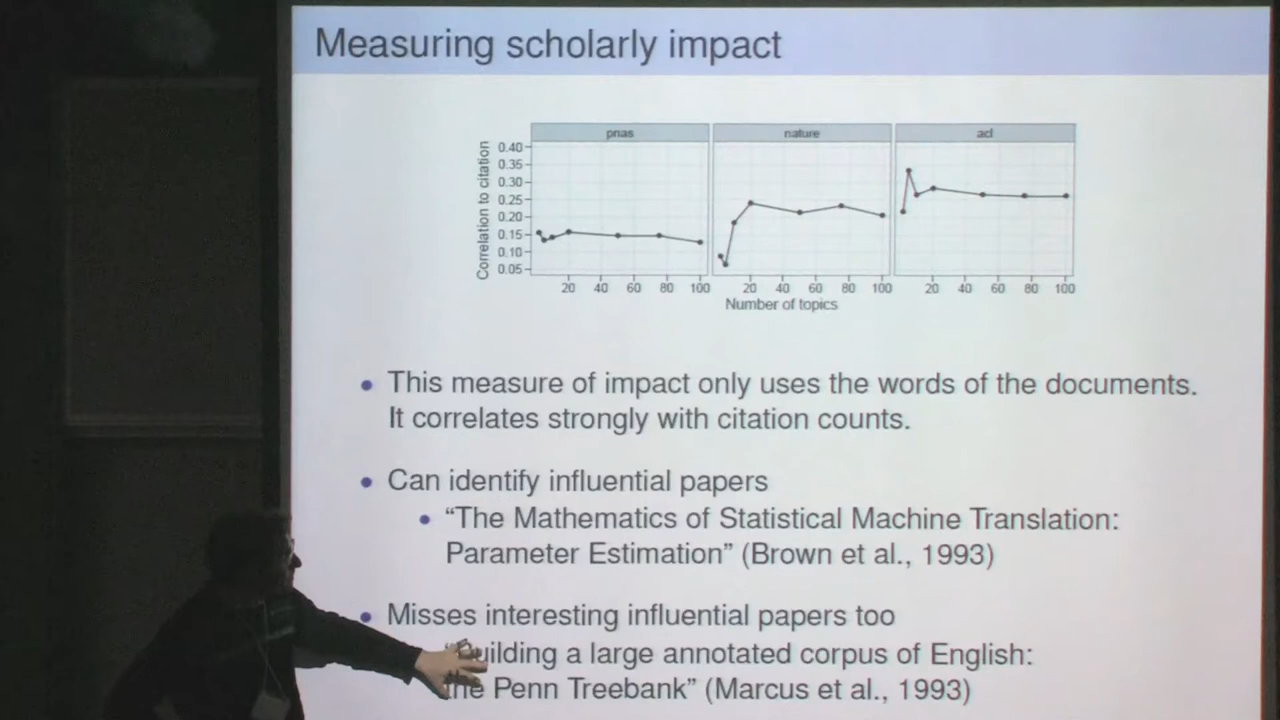 Measuring scholarly impact
pnas nature acl
Correlation to citation
0.40
0.35
0.30
0.25
0.20
0.15
0.10
0.05
20 40 60 80 100 20 40 60 80 100 20 40 60 80 100
Number of topics
• This measure of impact only uses the words of the documents.
It correlates strongly with citation counts.
• Can identify influential papers
• “The Mathematics of Statistical Machine Translation:
Parameter Estimation” (Brown et al., 1993)
• Misses interesting influential papers too
“Building a large annotated corpus of English:
the Penn Treebank” (Marcus et al., 1993)